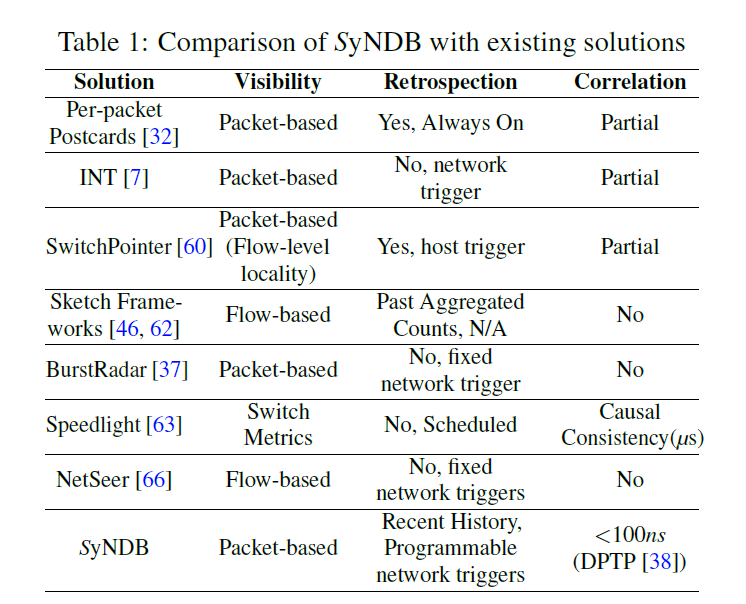 Table 1: Comparison of SyNDB with existing solutions
Solution Visibility Retrospection Correlation
Per-packet
Postcards [32] Packet-based Yes, Always On Partial
INT [7] Packet-based No, network
trigger Partial
SwitchPointer [60] Packet-based
(Flow-level
locality) Yes, host trigger Partial
Sketch Frame-
works [46, 62] Flow-based Past Aggregated
Counts, N/A No
BurstRadar [37] Packet-based No, fixed
network trigger No
Speedlight [63] Switch
Metrics No, Scheduled Causal
Consistency(μs)
NetSeer [66] Flow-based No, fixed
network triggers No
SyNDB Packet-based Recent History,
Programmable
network triggers <100ns
(DPTP [38])